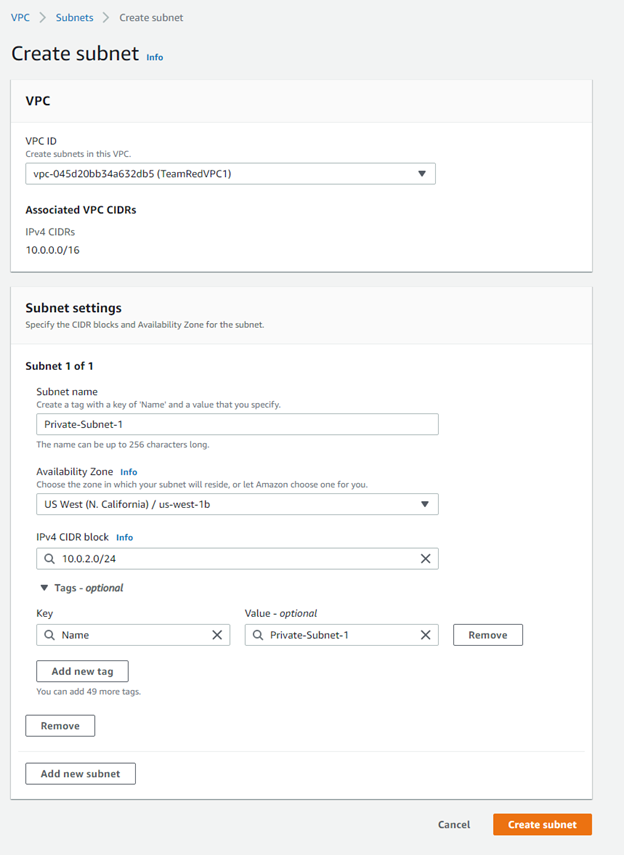 VPC > Subnets > Create subnet
Create subnet Info
VPC
VPC ID
Create subnets in this VPC.
vpc-045d20bb34a632db5 (TeamRedVPC1)
Associated VPC CIDRs
IPv4 CIDRs
10.0.0.0/16
Subnet settings
Specify the CIDR blocks and Availability Zone for the subnet.
Subnet 1 of 1
Subnet name
Create a tag with a key of 'Name' and a value that you specify.
Private-Subnet-1
The name can be up to 256 characters long.
Availability Zone Info
Choose the zone in which your subnet will reside, or let Amazon choose one for you.
US West (N. California) / us-west-1b
IPv4 CIDR block Info
10.0.2.0/24
Tags - optional
Key Value - optional
Name Private-Subnet-1 Remove
Add new tag
You can add 49 more tags.
Remove
Add new subnet
Cancel Create subnet